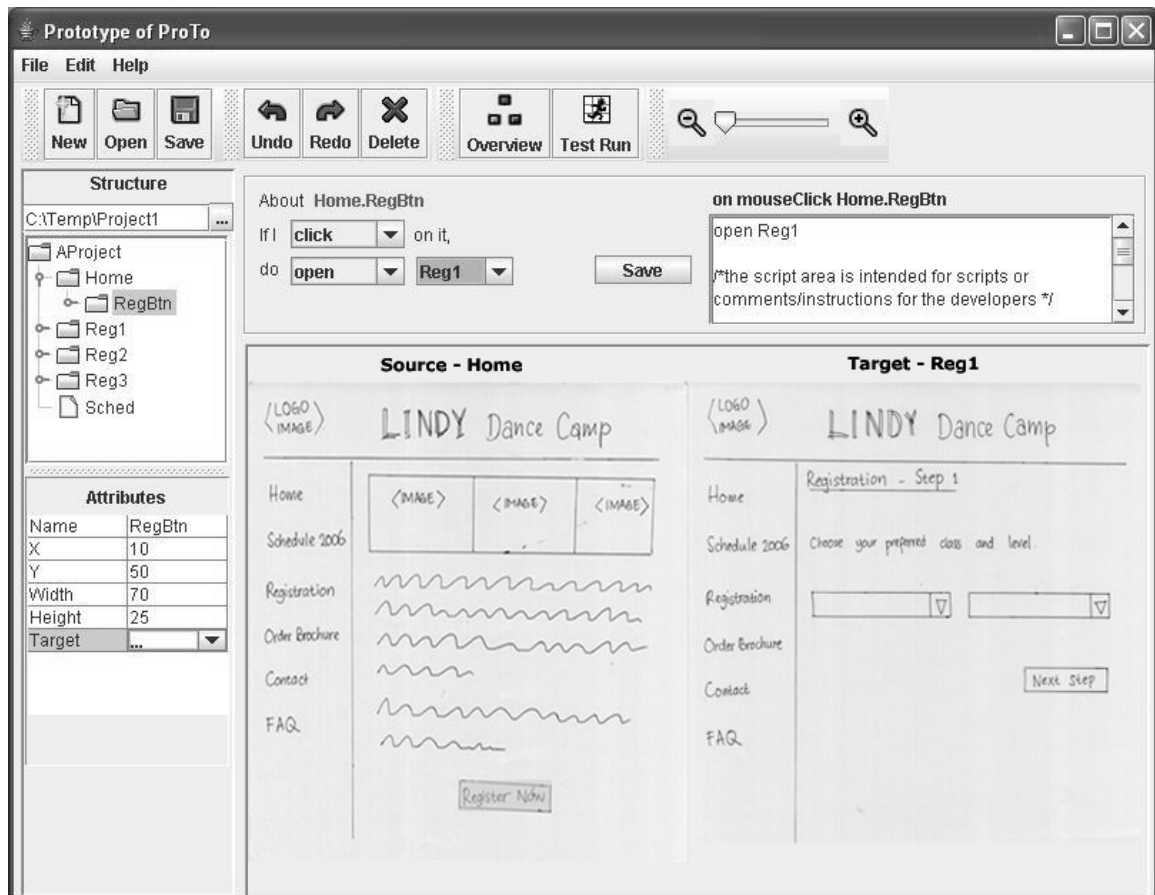 Prototype of ProTo
File Edit Help
New Open Save Undo Redo Delete Overview Test Run
Structure
C:\Temp\Project1 ...
AProject
Home
RegBtn
Reg1
Reg2
Reg3
Sched
Attributes
Name RegBtn
X 10
Y 50
Width 70
Height 25
Target ...
About Home.RegBtn
If I click on it,
do open Reg1
Save
on mouseClick Home.RegBtn
open Reg1
/*the script area is intended for scripts or
comments/instructions for the developers */
Source - Home
<LOGO
IMAGE>
LINDY Dance Camp
Home
Schedule 2006
Registration
Order Brochure
Contact
FAQ
<IMAGE> <IMAGE> <IMAGE>
Register Now
Target - Reg1
<LOGO
IMAGE>
LINDY Dance Camp
Home
Schedule 2006
Registration
Order Brochure
Contact
FAQ
Registration - Step 1
Choose your preferred class and level.
Next Step